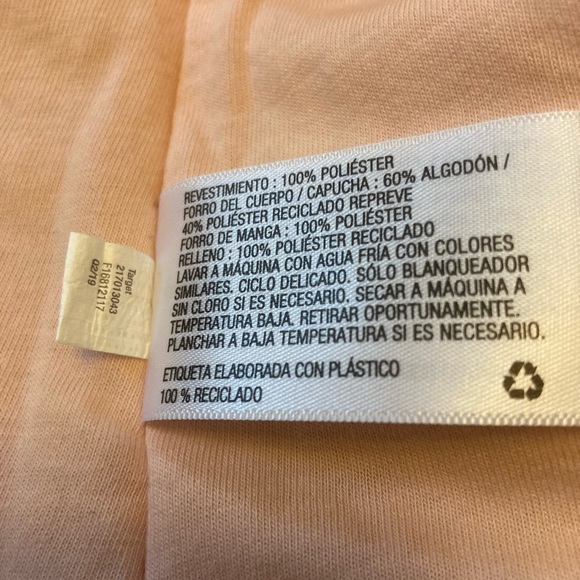 REVESTIMIENTO : 100% POLIÉSTER
FORRO DEL CUERPO / CAPUCHA : 60% ALGODÓN /
40% POLIÉSTER RECICLADO REPREVE
FORRO DE MANGA : 100% POLIÉSTER
RELLENO : 100% POLIÉSTER RECICLADO
LAVAR A MÁQUINA CON AGUA FRÍA CON COLORES
SIMILARES. CICLO DELICADO. SÓLO BLANQUEADOR
SIN CLORO SI ES NECESARIO. SECAR A MÁQUINA A
TEMPERATURA BAJA. RETIRAR OPORTUNAMENTE.
PLANCHAR A BAJA TEMPERATURA SI ES NECESARIO.
ETIQUETA ELABORADA CON PLÁSTICO
100 % RECICLADO
Target
217013043
F16812117
02/19